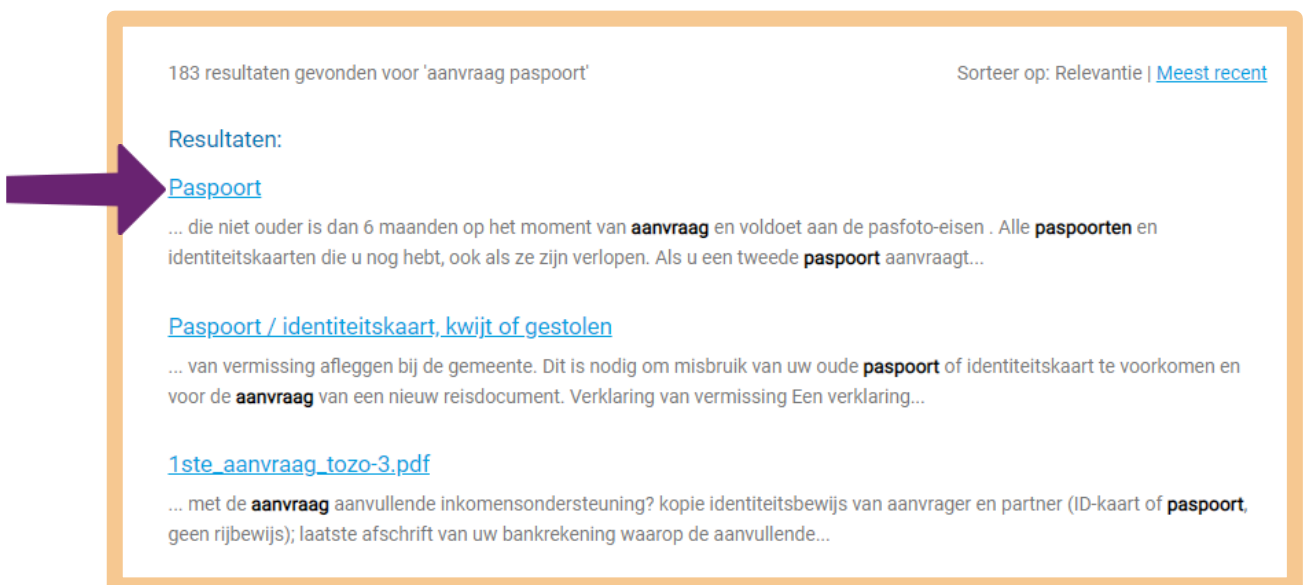 183 resultaten gevonden voor 'aanvraag paspoort'
Sorteer op: Relevantie | Meest recent
Resultaten:
Paspoort
... die niet ouder is dan 6 maanden op het moment van aanvraag en voldoet aan de pasfoto-eisen . Alle paspoorten en
identiteitskaarten die u nog hebt, ook als ze zijn verlopen. Als u een tweede paspoort aanvraagt...
Paspoort / identiteitskaart, kwijt of gestolen
... van vermissing afleggen bij de gemeente. Dit is nodig om misbruik van uw oude paspoort of identiteitskaart te voorkomen en
voor de aanvraag van een nieuw reisdocument. Verklaring van vermissing Een verklaring...
1ste_aanvraag_tozo-3.pdf
... met de aanvraag aanvullende inkomensondersteuning? kopie identiteitsbewijs van aanvrager en partner (ID-kaart of paspoort,
geen rijbewijs); laatste afschrift van uw bankrekening waarop de aanvullende...